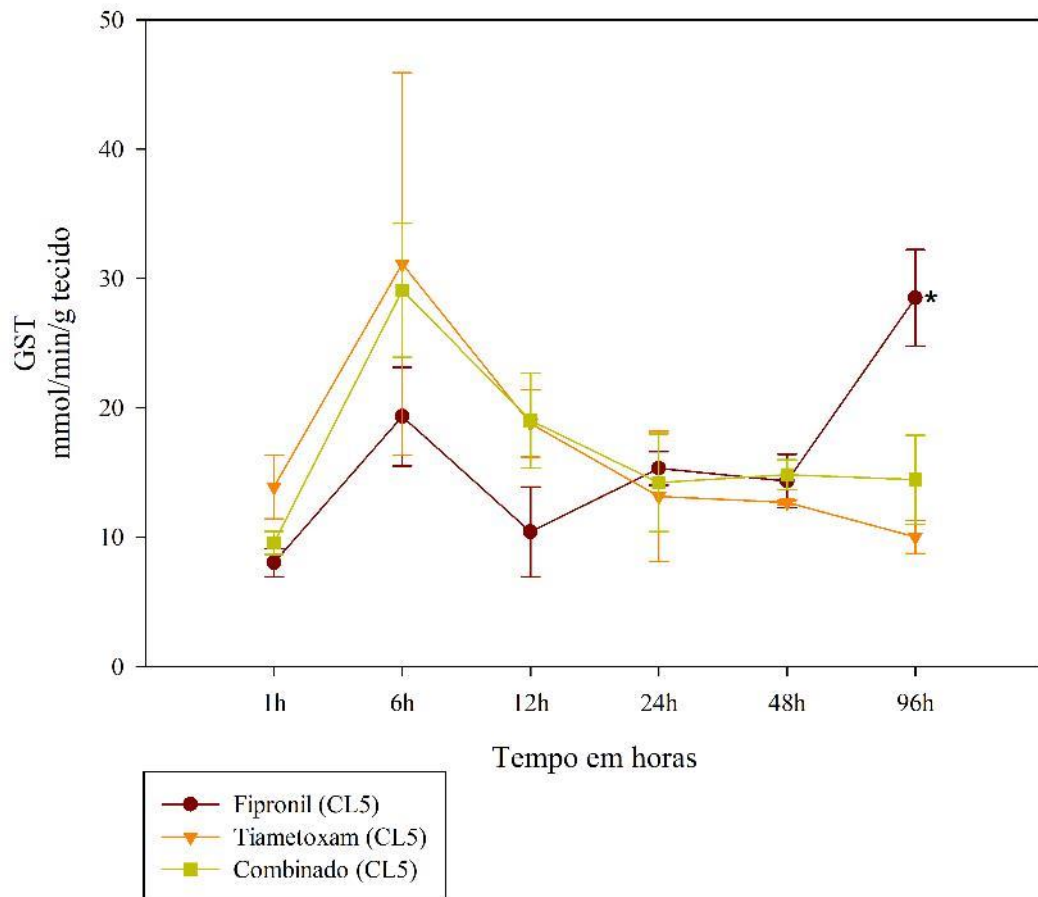 50
40
30
20
10
0
GST
mmol/min/g tecido
*
1h 6h 12h 24h 48h 96h
Tempo em horas
Fipronil (CL5)
Tiametoxam (CL5)
Combinado (CL5)